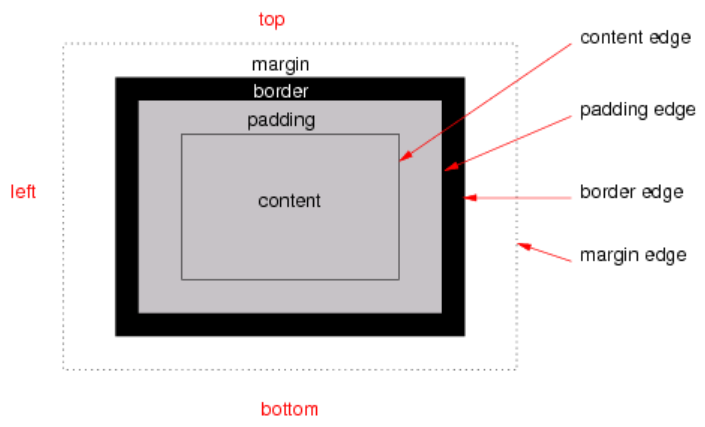 top
content edge
margin
border
padding edge
padding
left
content
border edge
margin edge
bottom